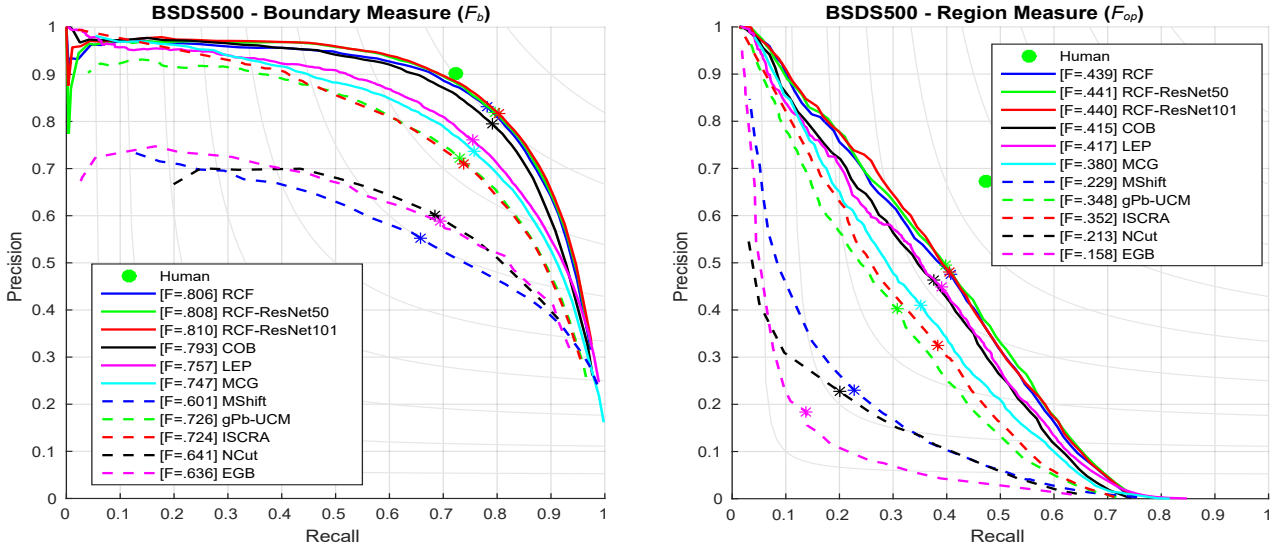 BSDS500 - Boundary Measure (F_b)
Precision
1
0.9
0.8
0.7
0.6
0.5
0.4
0.3
0.2
0.1
0
Human
[F=.806] RCF
[F=.808] RCF-ResNet50
[F=.810] RCF-ResNet101
[F=.793] COB
[F=.757] LEP
[F=.747] MCG
[F=.601] MShift
[F=.726] gPb-UCM
[F=.724] ISCRA
[F=.641] NCut
[F=.636] EGB
0 0.1 0.2 0.3 0.4 0.5 0.6 0.7 0.8 0.9 1
Recall
BSDS500 - Region Measure (F_op)
Precision
1
0.9
0.8
0.7
0.6
0.5
0.4
0.3
0.2
0.1
0
Human
[F=.439] RCF
[F=.441] RCF-ResNet50
[F=.440] RCF-ResNet101
[F=.415] COB
[F=.417] LEP
[F=.380] MCG
[F=.229] MShift
[F=.348] gPb-UCM
[F=.352] ISCRA
[F=.213] NCut
[F=.158] EGB
0 0.1 0.2 0.3 0.4 0.5 0.6 0.7 0.8 0.9 1
Recall